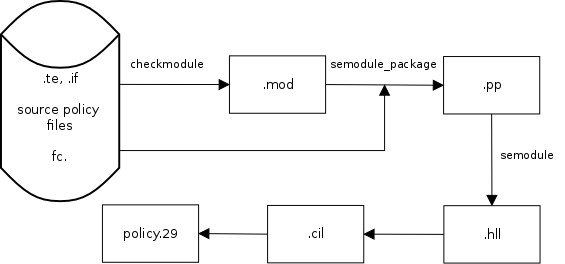 .te, .if
source policy
files
fc.
checkmodule
.mod
semodule_package
.pp
semodule
.hll
.cil
policy.29